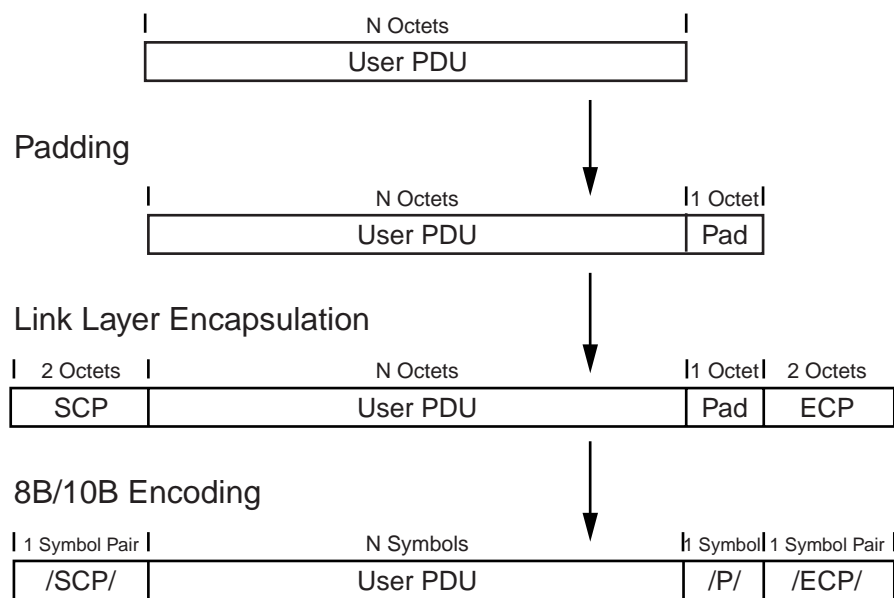 N Octets
User PDU
Padding
N Octets 1 Octet
User PDU Pad
Link Layer Encapsulation
2 Octets N Octets 1 Octet 2 Octets
SCP User PDU Pad ECP
8B/10B Encoding
1 Symbol Pair N Symbols 1 Symbol 1 Symbol Pair
/SCP/ User PDU /P/ /ECP/